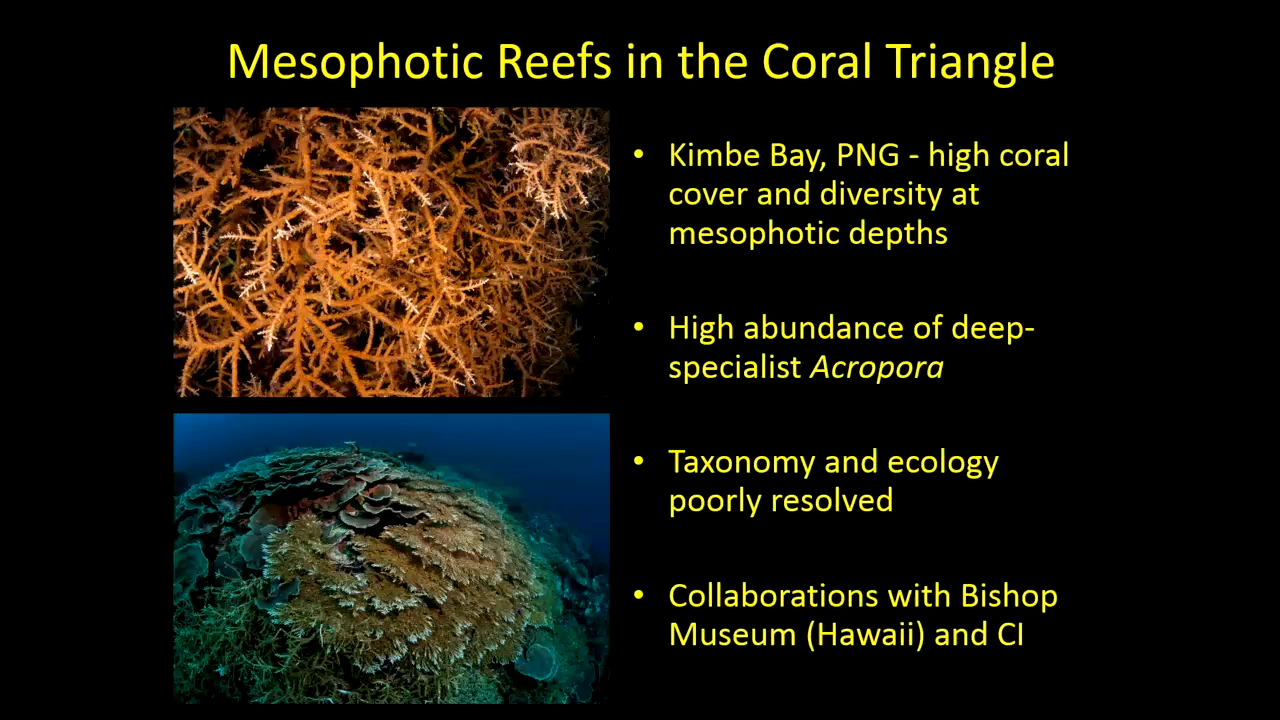 Mesophotic Reefs in the Coral Triangle
• Kimbe Bay, PNG - high coral
cover and diversity at
mesophotic depths
• High abundance of deep-
specialist Acropora
• Taxonomy and ecology
poorly resolved
• Collaborations with Bishop
Museum (Hawaii) and CI